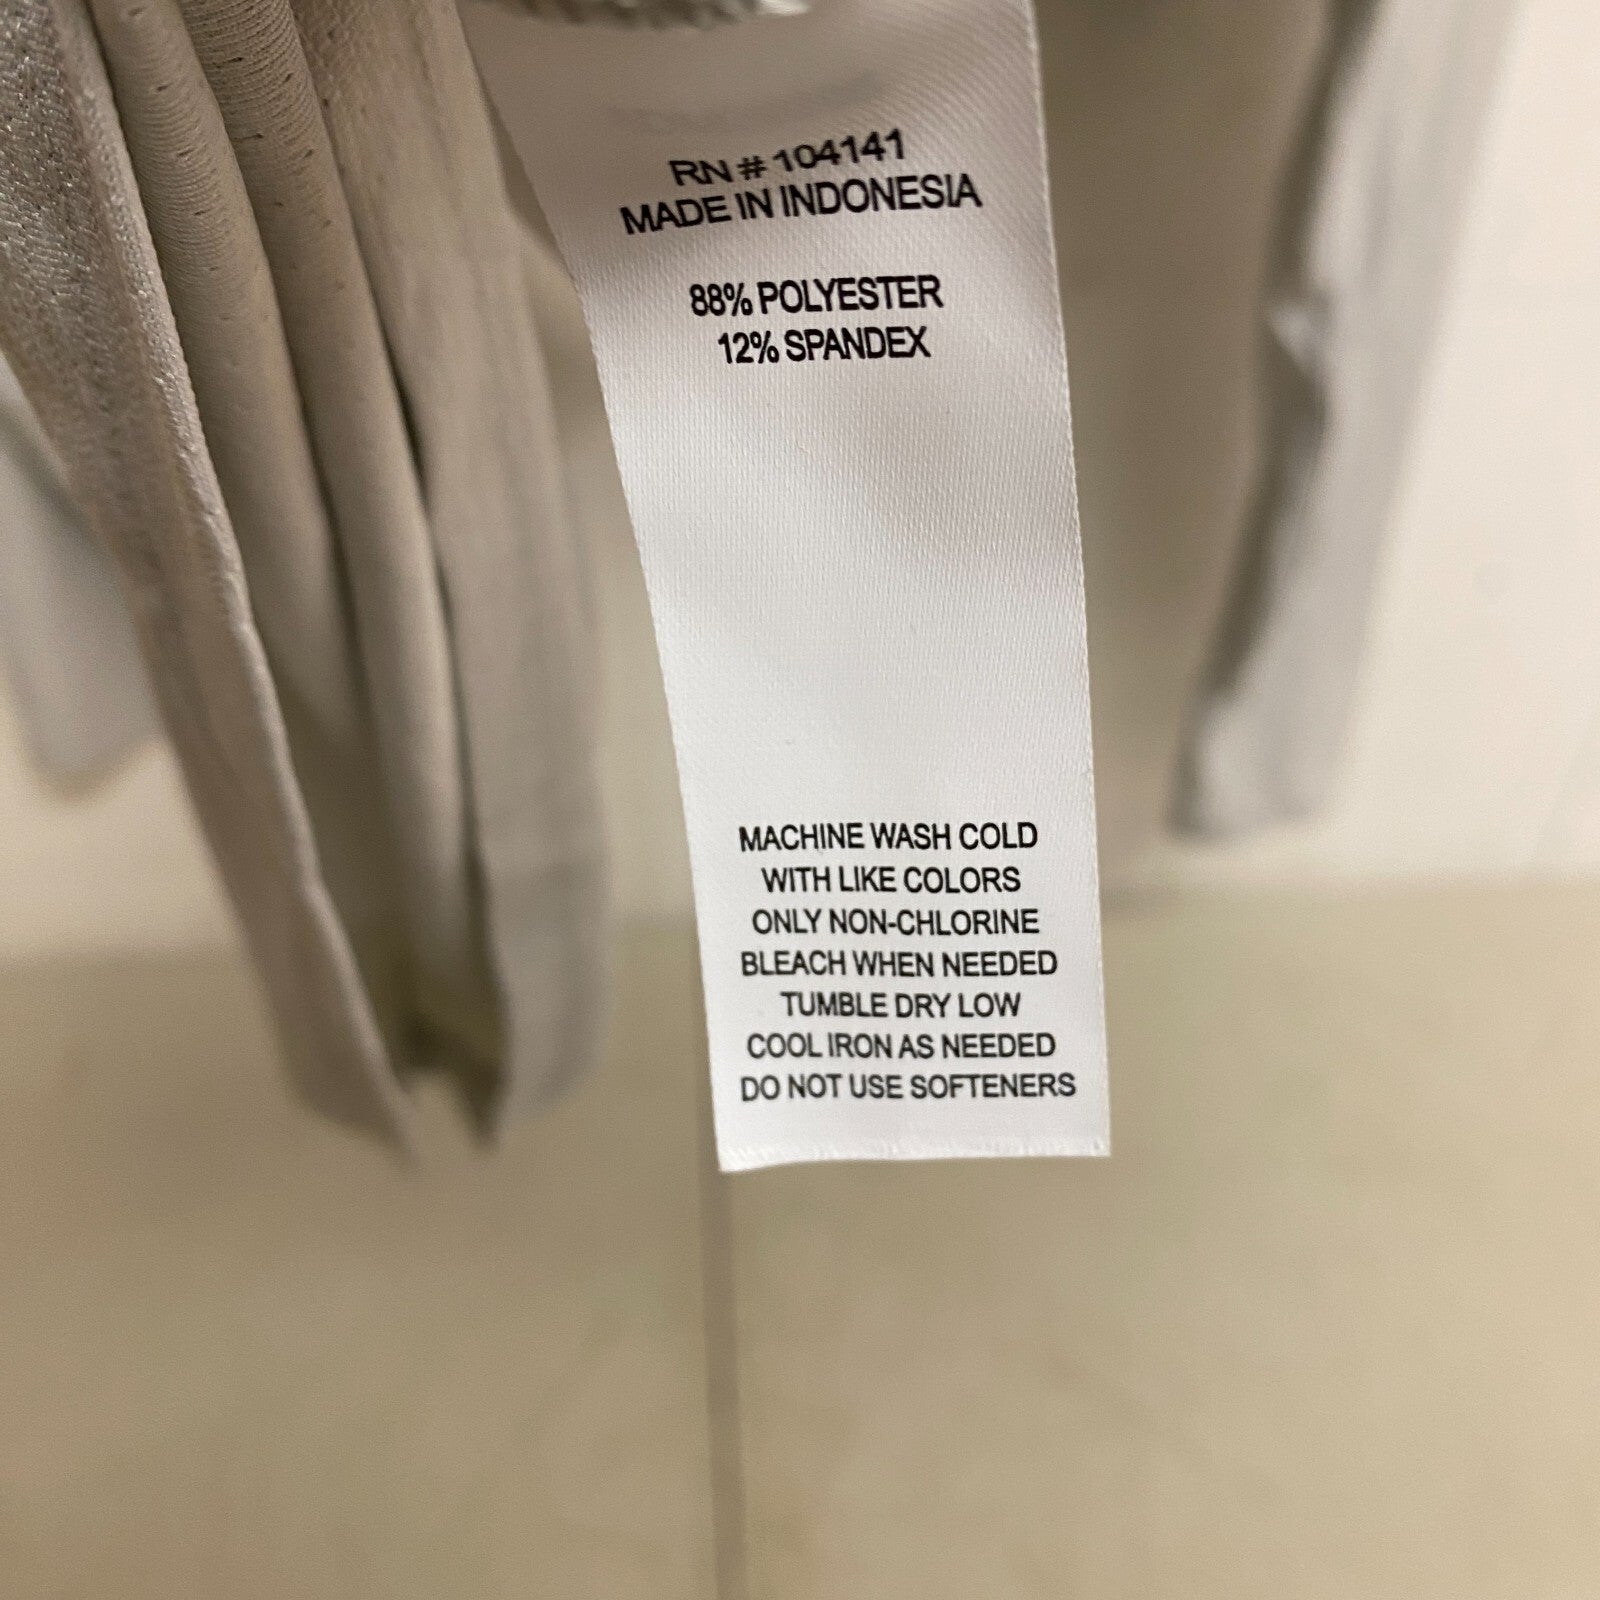 RN # 104141
MADE IN INDONESIA
88% POLYESTER
12% SPANDEX
MACHINE WASH COLD
WITH LIKE COLORS
ONLY NON-CHLORINE
BLEACH WHEN NEEDED
TUMBLE DRY LOW
COOL IRON AS NEEDED
DO NOT USE SOFTENERS